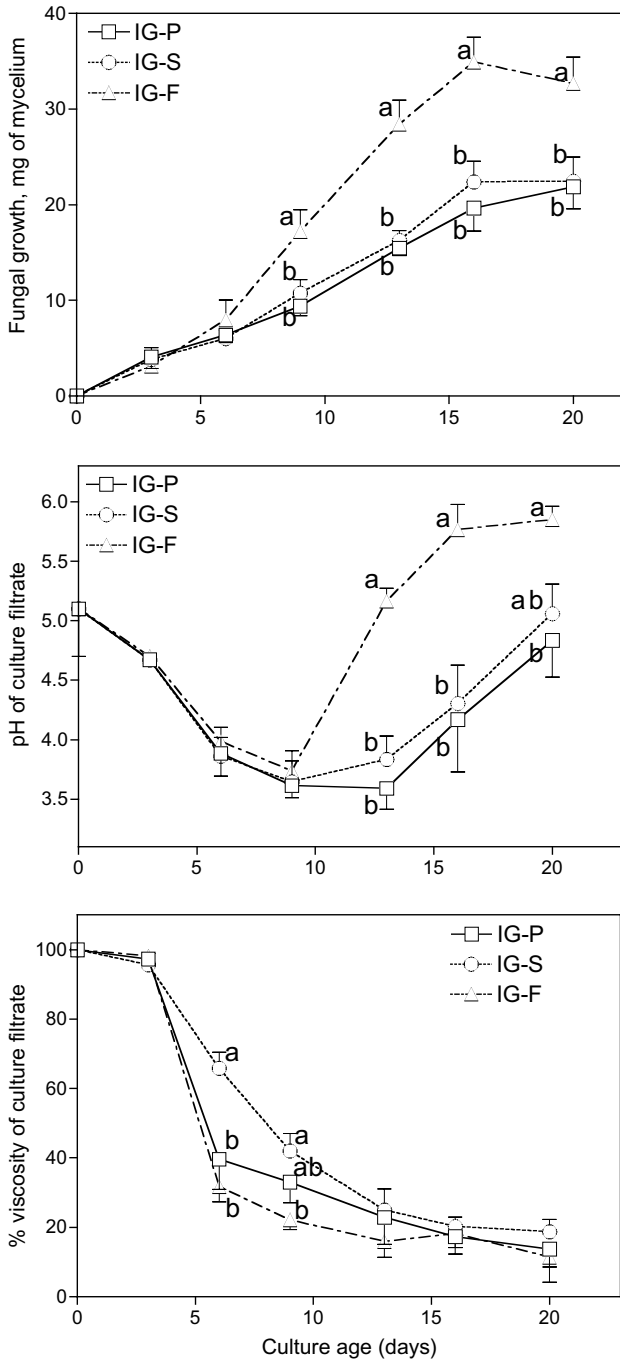 40
30
20
10
0
Fungal growth, mg of mycelium
IG-P
IG-S
IG-F
a
a
a
a
b
b
b
b
b
b
b
b
0
5
10
15
20
6.0
5.5
5.0
4.5
4.0
3.5
pH of culture filtrate
IG-P
IG-S
IG-F
a
a
a
b
b
ab
b
b
b
0
5
10
15
20
100
80
60
40
20
0
% viscosity of culture filtrate
IG-P
IG-S
IG-F
a
b
b
a
ab
b
0
5
10
15
20
Culture age (days)